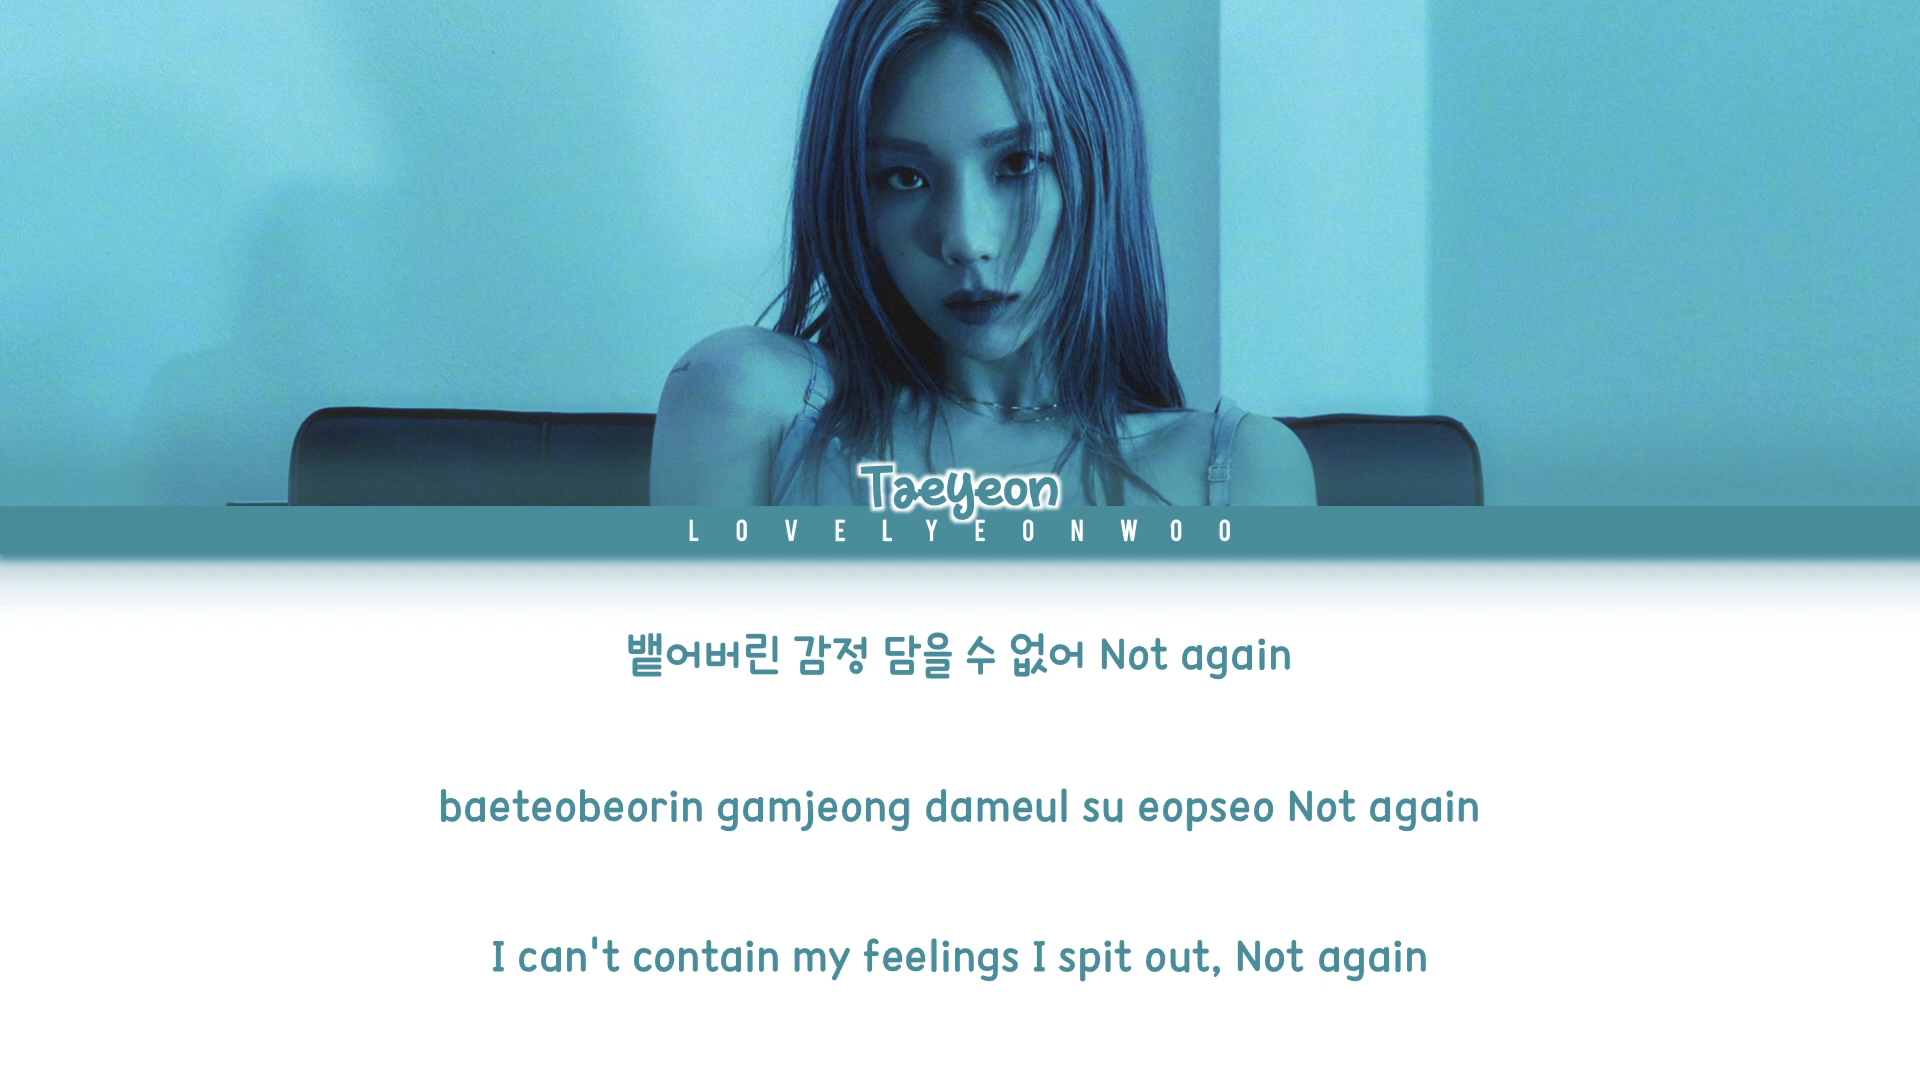 Taeyeon
LOVELYEONWOO
뱉어버린 감정 담을 수 없어 Not again
baeteobeorin gamjeong dameul su eopseo Not again
I can't contain my feelings I spit out, Not again